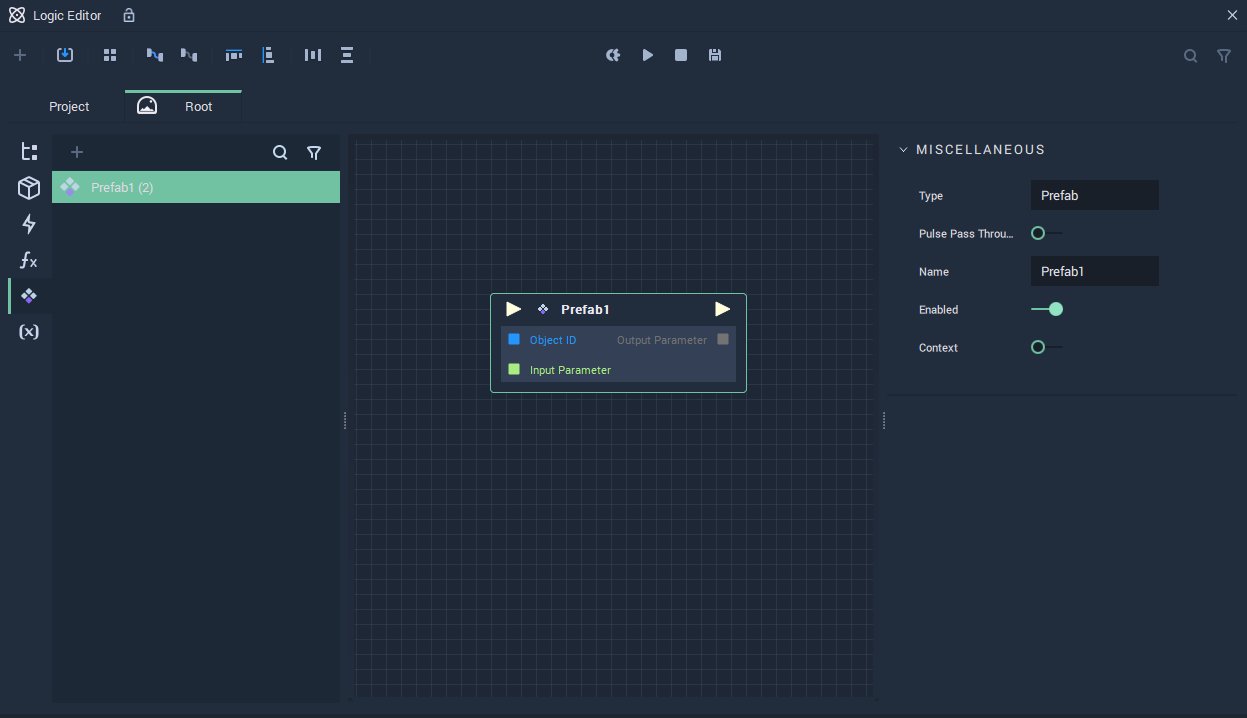 Logic Editor
Project
Root
Prefab1 (2)
Prefab1
Object ID
Output Parameter
Input Parameter
MISCELLANEOUS
Type
Prefab
Pulse Pass Throu...
Name
Prefab1
Enabled
Context